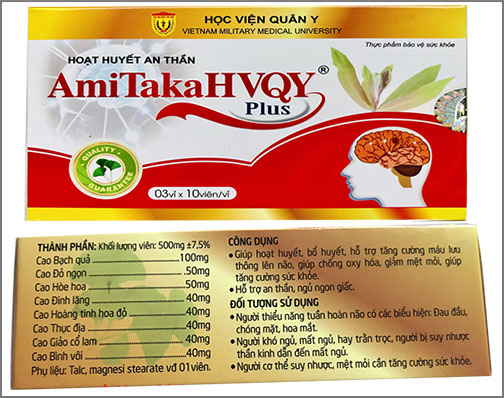 HỌC VIỆN QUÂN Y
VIETNAM MILITARY MEDICAL UNIVERSITY
Thực phẩm bảo vệ sức khỏe
HOẠT HUYẾT AN THẦN
AmiTakaHVQY®
Plus
QUALITY
GUARANTEE
03vỉ x 10viên/vỉ
THÀNH PHẦN: Khối lượng viên: 500mg ±7,5%
Cao Bạch quả 100mg
Cao Đỏ ngọn 50mg
Cao Hòe hoa 50mg
Cao Đinh lăng 40mg
Cao Hoàng tinh hoa đỏ 40mg
Cao Thục địa 40mg
Cao Giảo cổ lam 40mg
Cao Bình vôi 40mg
Phụ liệu: Talc, magnesi stearate vđ 01viên.
CÔNG DỤNG
• Giúp hoạt huyết, bổ huyết, hỗ trợ tăng cường máu lưu
thông lên não, giúp chống oxy hóa, giảm mệt mỏi, giúp
tăng cường sức khỏe.
• Hỗ trợ an thần, ngủ ngon giấc.
ĐỐI TƯỢNG SỬ DỤNG
• Người thiểu năng tuần hoàn não có các biểu hiện: Đau đầu,
chóng mặt, hoa mắt.
• Người khó ngủ, mất ngủ, hay trằn trọc, người bị suy nhược
thần kinh dẫn đến mất ngủ.
• Người cơ thể suy nhược, mệt mỏi cần tăng cường sức khỏe.